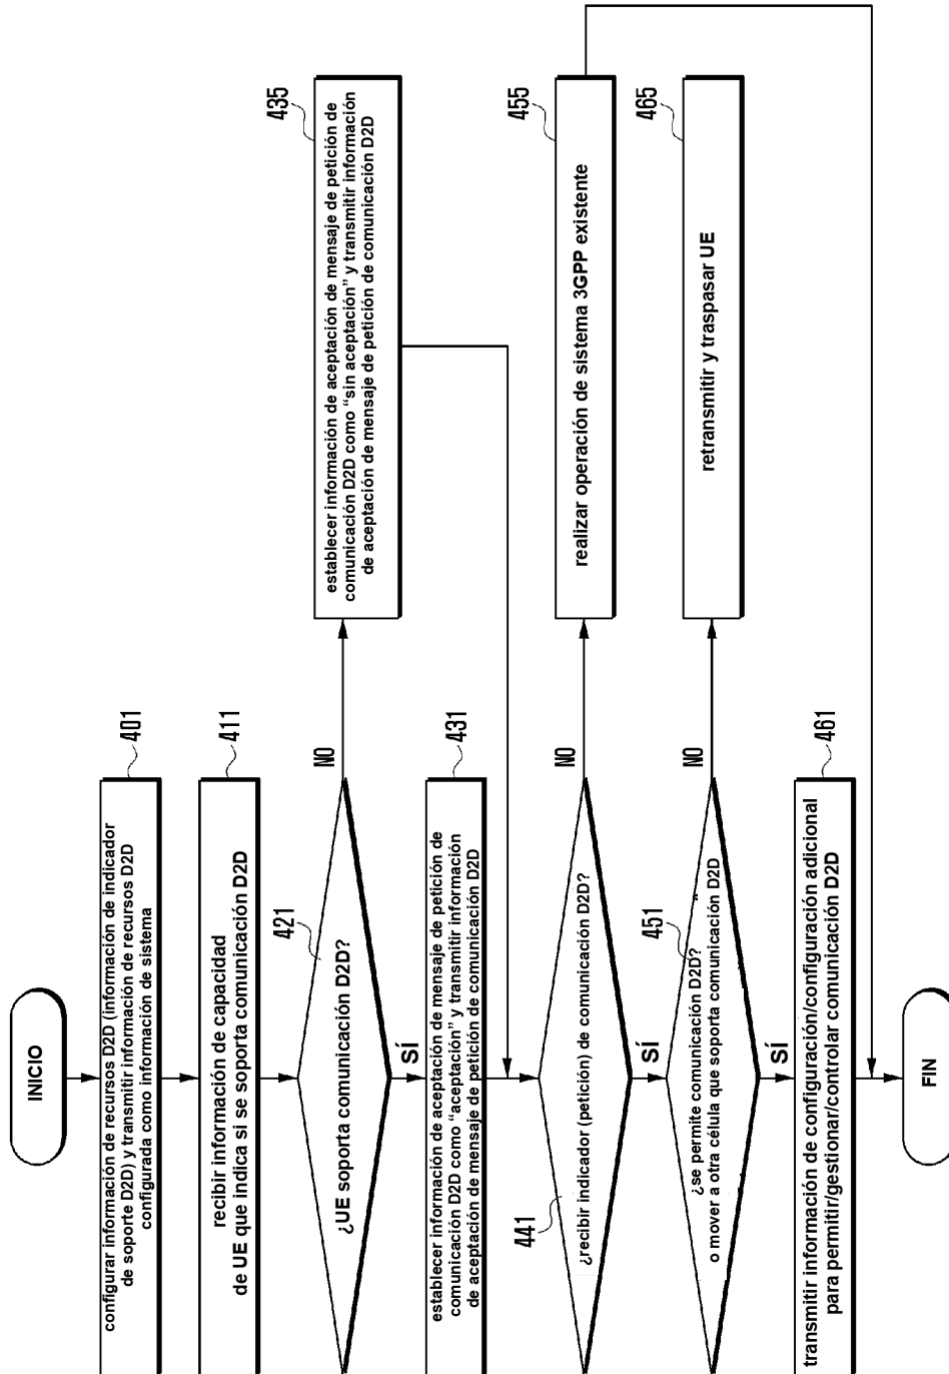 INICIO
401
configurar información de recursos D2D (información de indicador
de soporte D2D) y transmitir información de recursos D2D
configurada como información de sistema
411
recibir información de capacidad
de UE que indica si se soporta comunicación D2D
421
¿UE soporta comunicación D2D?
NO
SÍ
435
establecer información de aceptación de mensaje de petición de
comunicación D2D como “sin aceptación” y transmitir información
de aceptación de mensaje de petición de comunicación D2D
431
establecer información de aceptación de mensaje de petición de
comunicación D2D como “aceptación” y transmitir información
de aceptación de mensaje de petición de comunicación D2D
441
¿recibir indicador (petición) de comunicación D2D?
NO
SÍ
455
realizar operación de sistema 3GPP existente
451
¿se permite comunicación D2D?
o mover a otra célula que soporta comunicación D2D
NO
SÍ
465
retransmitir y traspasar UE
461
transmitir información de configuración/configuración adicional
para permitir/gestionar/controlar comunicación D2D
FIN